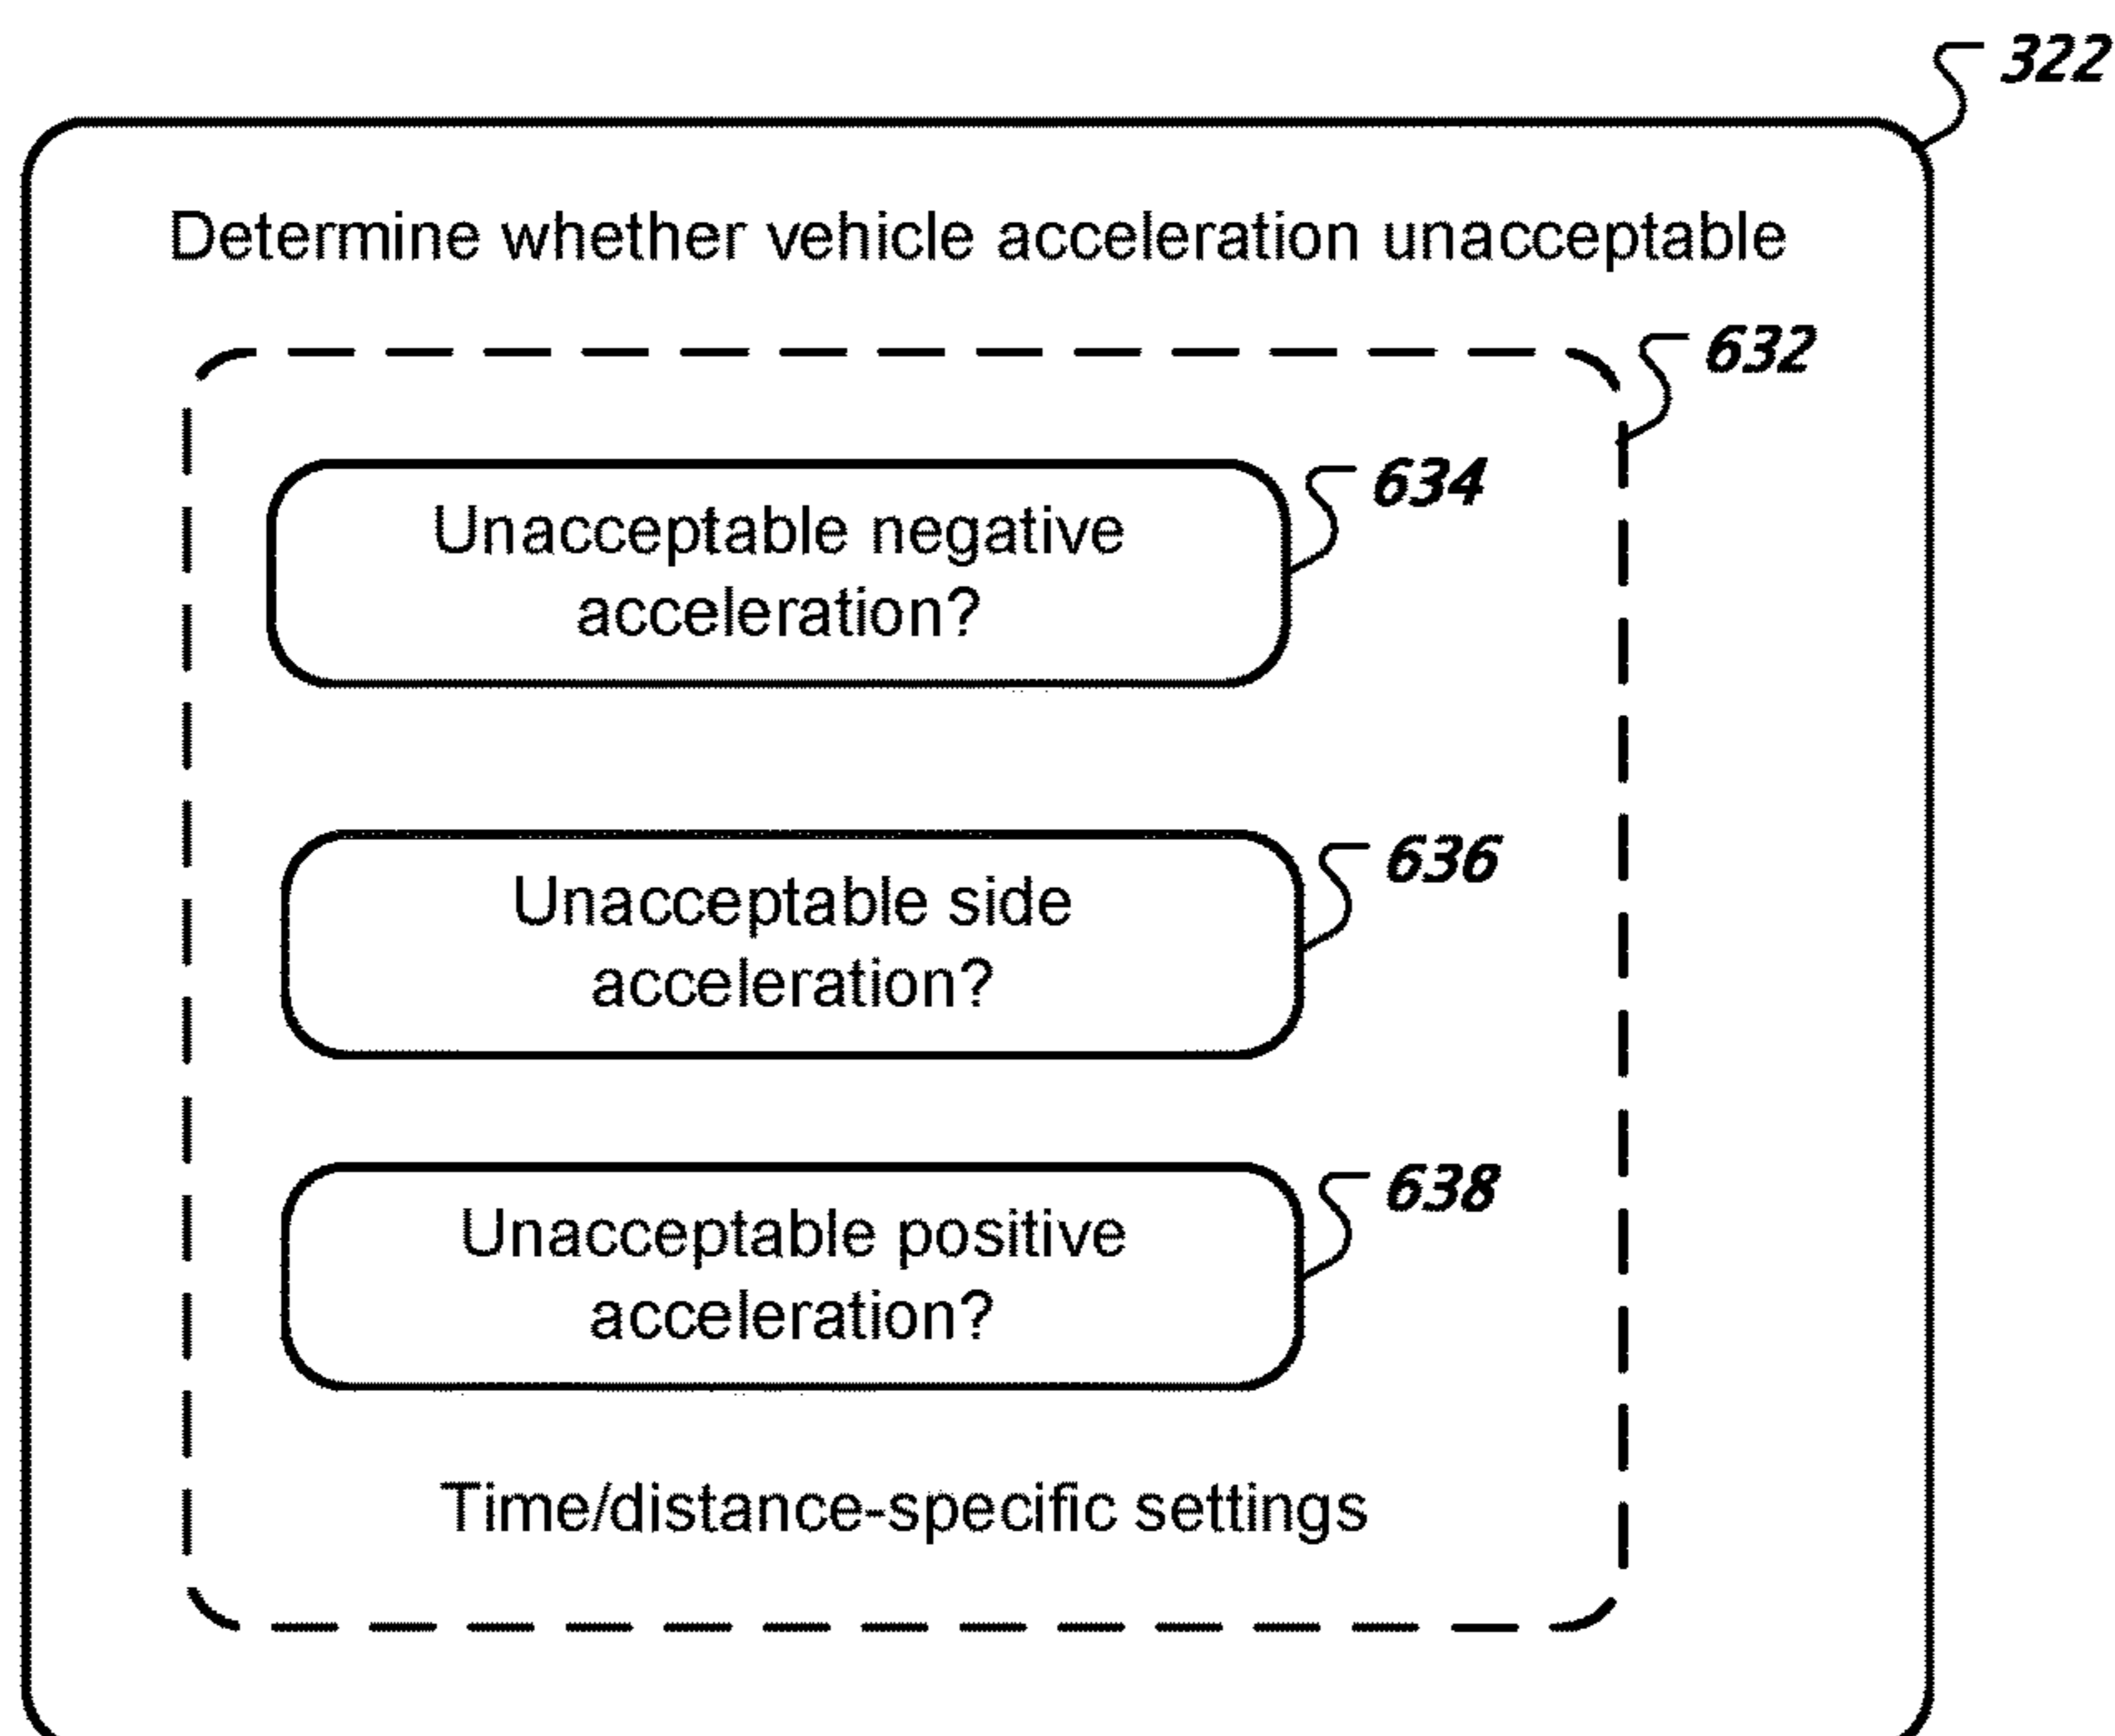 322
Determine whether vehicle acceleration unacceptable
632
634
Unacceptable negative
acceleration?
636
Unacceptable side
acceleration?
638
Unacceptable positive
acceleration?
Time/distance-specific settings